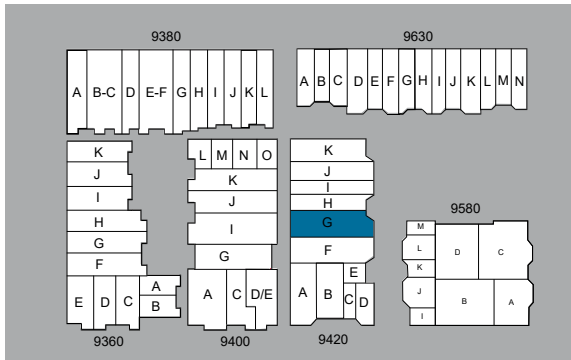 9380
9630
A B-C D E-F G H I J K L
A B C D E F G H I J K L M N
K
J
I
H
G
F
E D C A
B
9360
L M N O
K
J
I
G
A C D/E
9400
K
J
I
H
G
F
E
A B C D
9420
9580
M
L
K
J
I
D C
B A